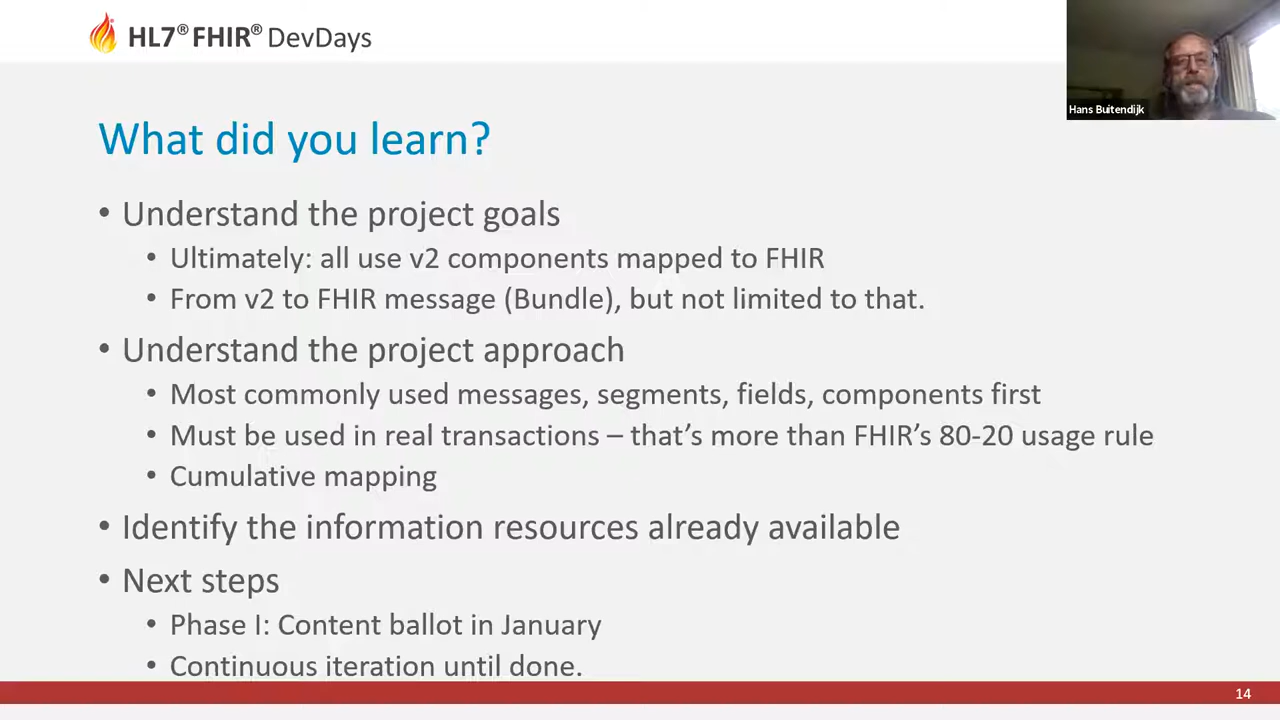 HL7® FHIR® DevDays
Hans Buitendijk
What did you learn?
• Understand the project goals
• Ultimately: all use v2 components mapped to FHIR
• From v2 to FHIR message (Bundle), but not limited to that.
• Understand the project approach
• Most commonly used messages, segments, fields, components first
• Must be used in real transactions – that's more than FHIR's 80-20 usage rule
• Cumulative mapping
• Identify the information resources already available
• Next steps
• Phase I: Content ballot in January
• Continuous iteration until done.
14